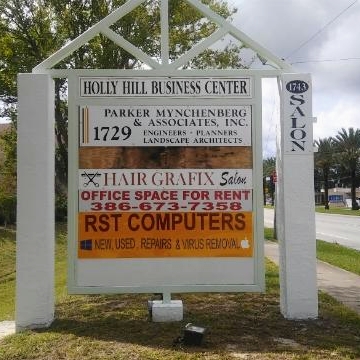 HOLLY HILL BUSINESS CENTER
1743
SALON
PARKER MYNCHENBERG
1729 & ASSOCIATES, INC.
ENGINEERS • PLANNERS
LANDSCAPE ARCHITECTS
HAIR GRAFIX Salon
OFFICE SPACE FOR RENT
386-673-7358
RST COMPUTERS
NEW, USED, REPAIRS & VIRUS REMOVAL